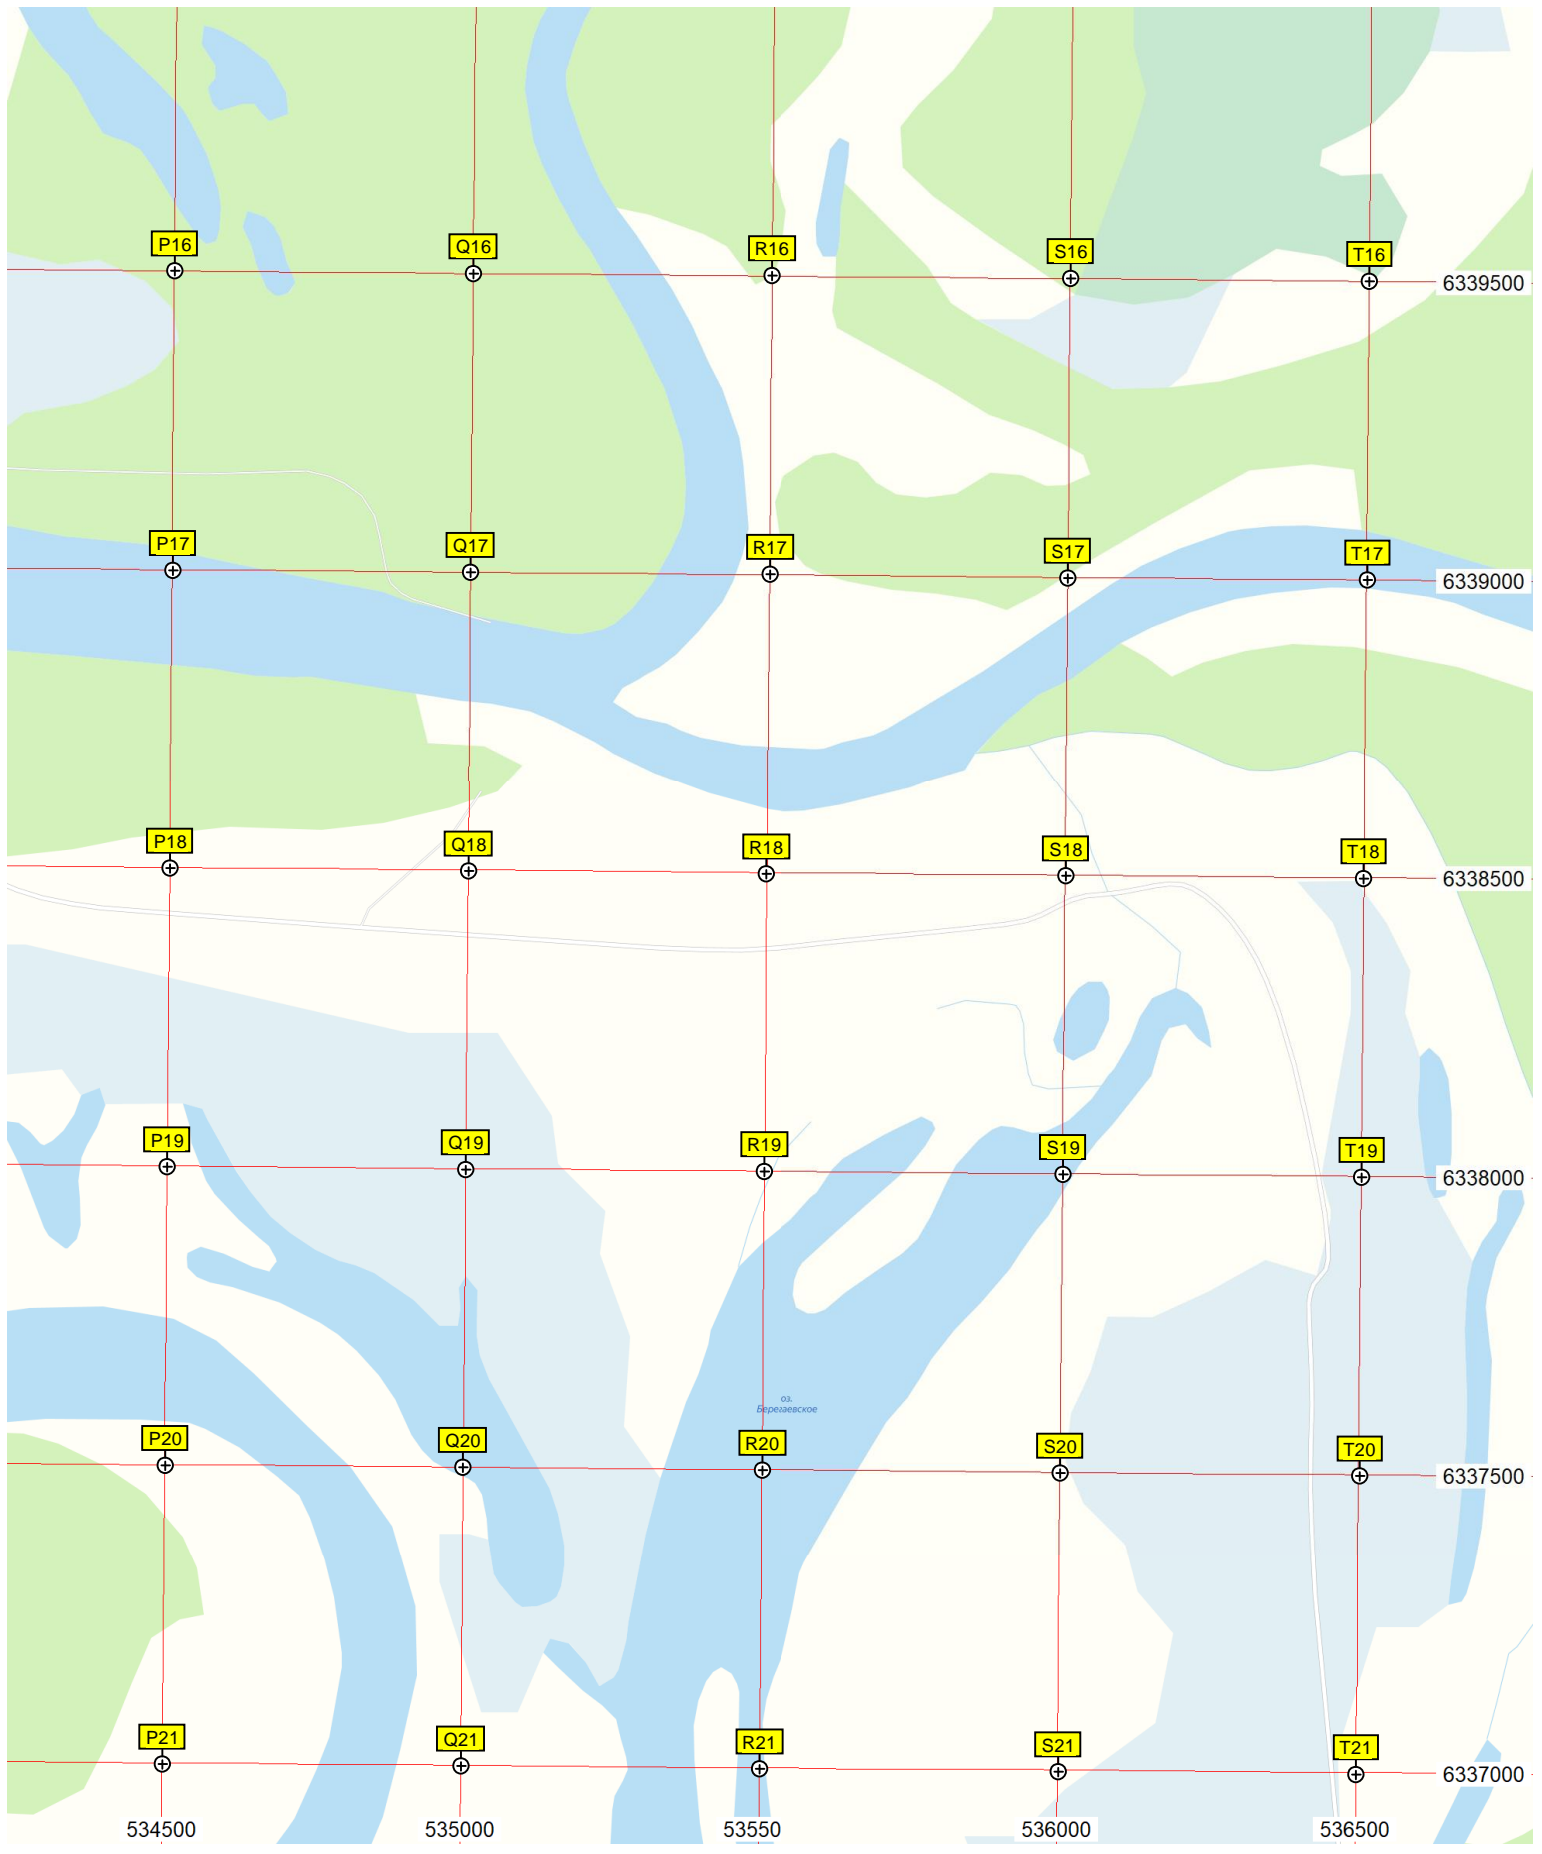 P16 Q16 R16 S16 T16
6339500
P17 Q17 R17 S17 T17
6339000
P18 Q18 R18 S18 T18
6338500
P19 Q19 R19 S19 T19
6338000
оз.
Берегаевское
P20 Q20 R20 S20 T20
6337500
P21 Q21 R21 S21 T21
6337000
534500 535000 53550 536000 536500